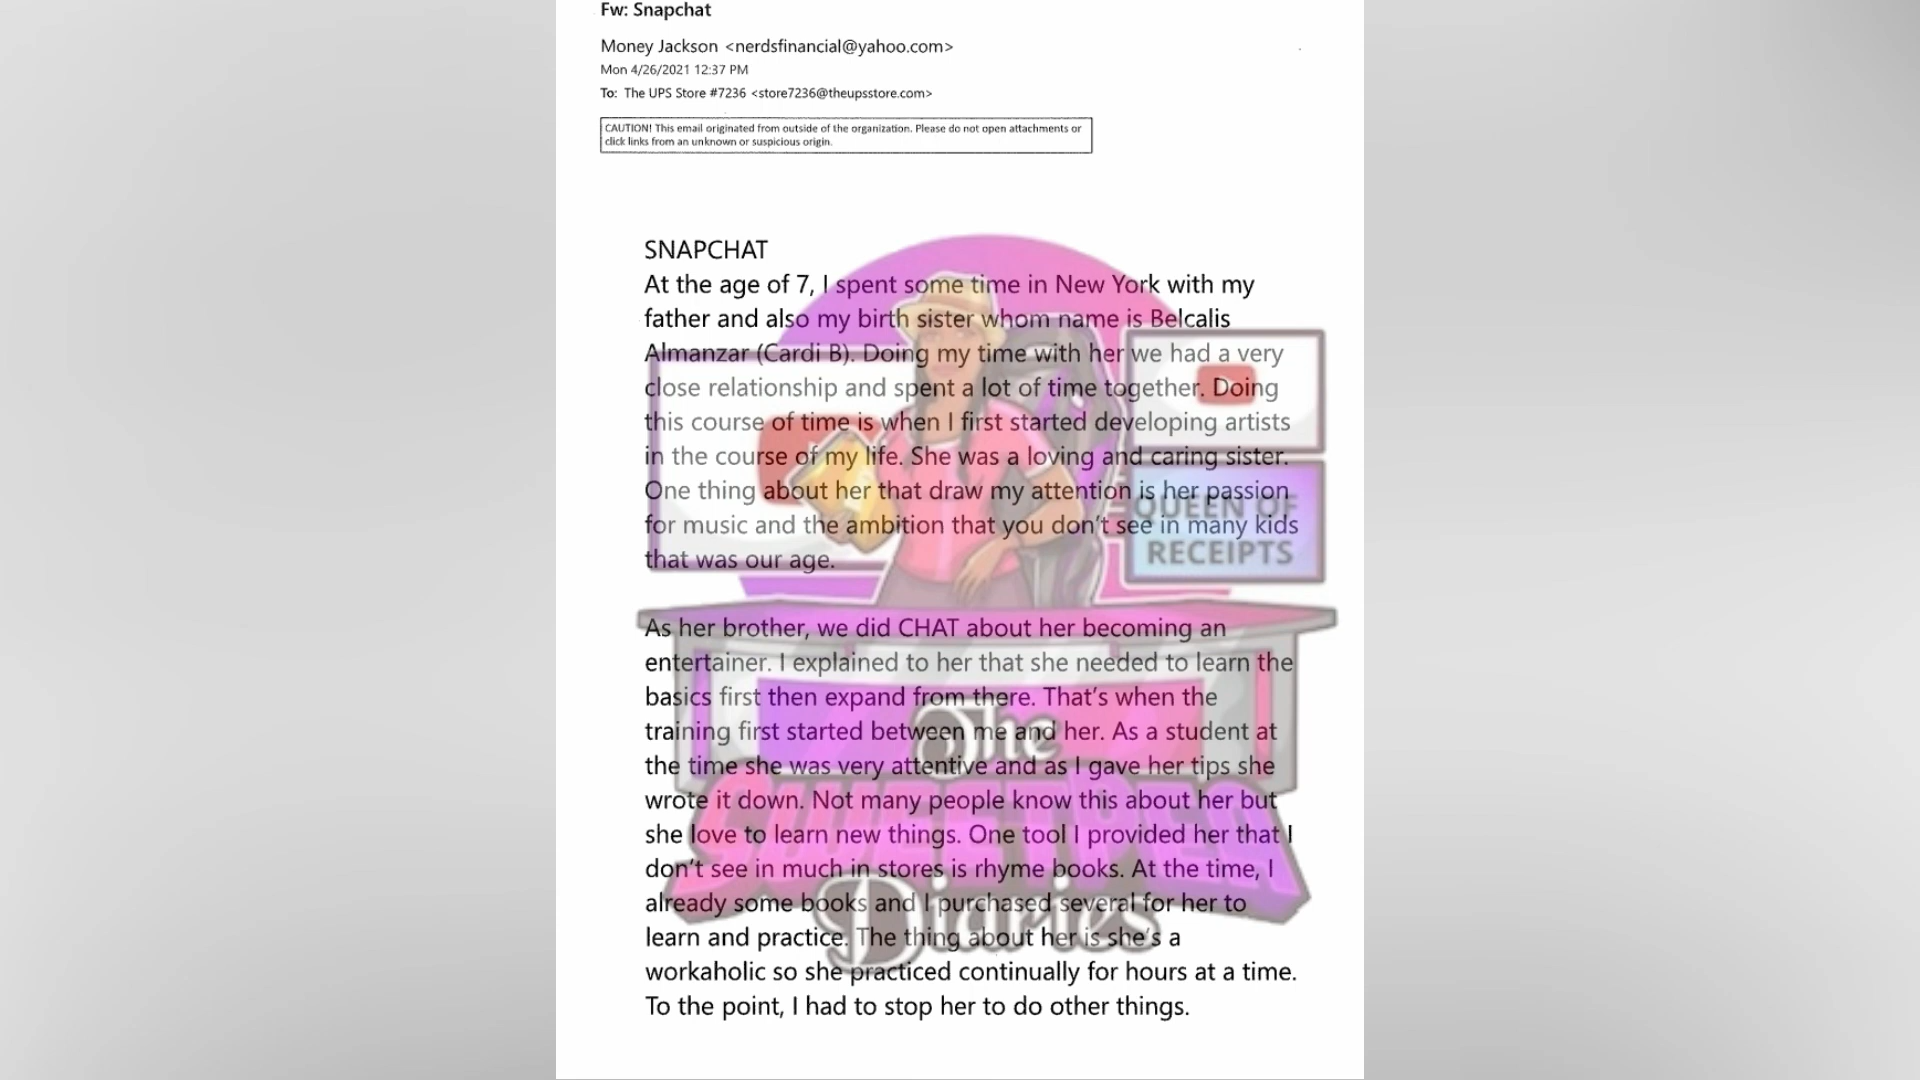 Fw: Snapchat
Money Jackson <nerdsfinancial@yahoo.com>
Mon 4/26/2021 12:37 PM
To: The UPS Store #7236 <store7236@theupsstore.com>
CAUTION! This email originated from outside of the organization. Please do not open attachments or
click links from an unknown or suspicious origin.
SNAPCHAT
At the age of 7, I spent some time in New York with my
father and also my birth sister whom name is Belcalis
Almanzar (Cardi B). Doing my time with her we had a very
close relationship and spent a lot of time together. Doing
this course of time is when I first started developing artists
in the course of my life. She was a loving and caring sister.
One thing about her that draw my attention is her passion
for music and the ambition that you don't see in many kids
that was our age.
As her brother, we did CHAT about her becoming an
entertainer. I explained to her that she needed to learn the
basics first then expand from there. That's when the
training first started between me and her. As a student at
the time she was very attentive and as I gave her tips she
wrote it down. Not many people know this about her but
she love to learn new things. One tool I provided her that I
don't see in much in stores is rhyme books. At the time, I
already some books and I purchased several for her to
learn and practice. The thing about her is she's a
workaholic so she practiced continually for hours at a time.
To the point, I had to stop her to do other things.
QUEEN OF
RECEIPTS
The
SWEETPEA
Diaries